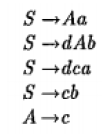 S → Aa
S → dAb
S → dca
S → cb
A → c